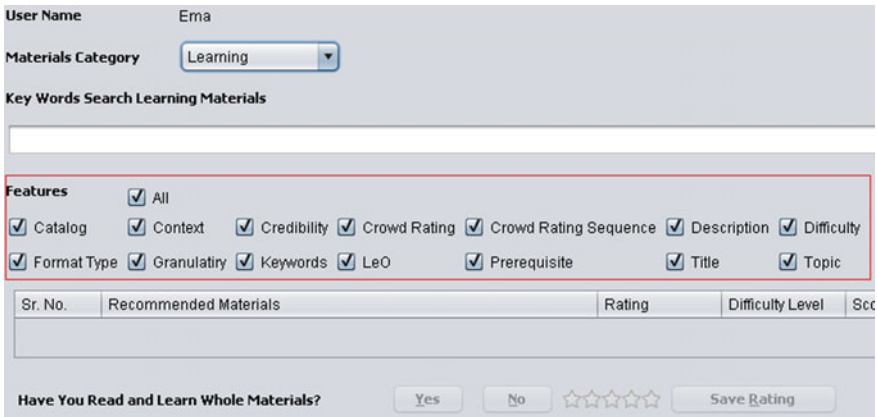 User Name Ema
Materials Category Learning
Key Words Search Learning Materials
Features All
Catalog Context Credibility Crowd Rating Crowd Rating Sequence Description Difficulty
Format Type Granulatiry Keywords LeO Prerequisite Title Topic
Sr. No. Recommended Materials Rating Difficulty Level Sco
Have You Read and Learn Whole Materials? Yes No Save Rating